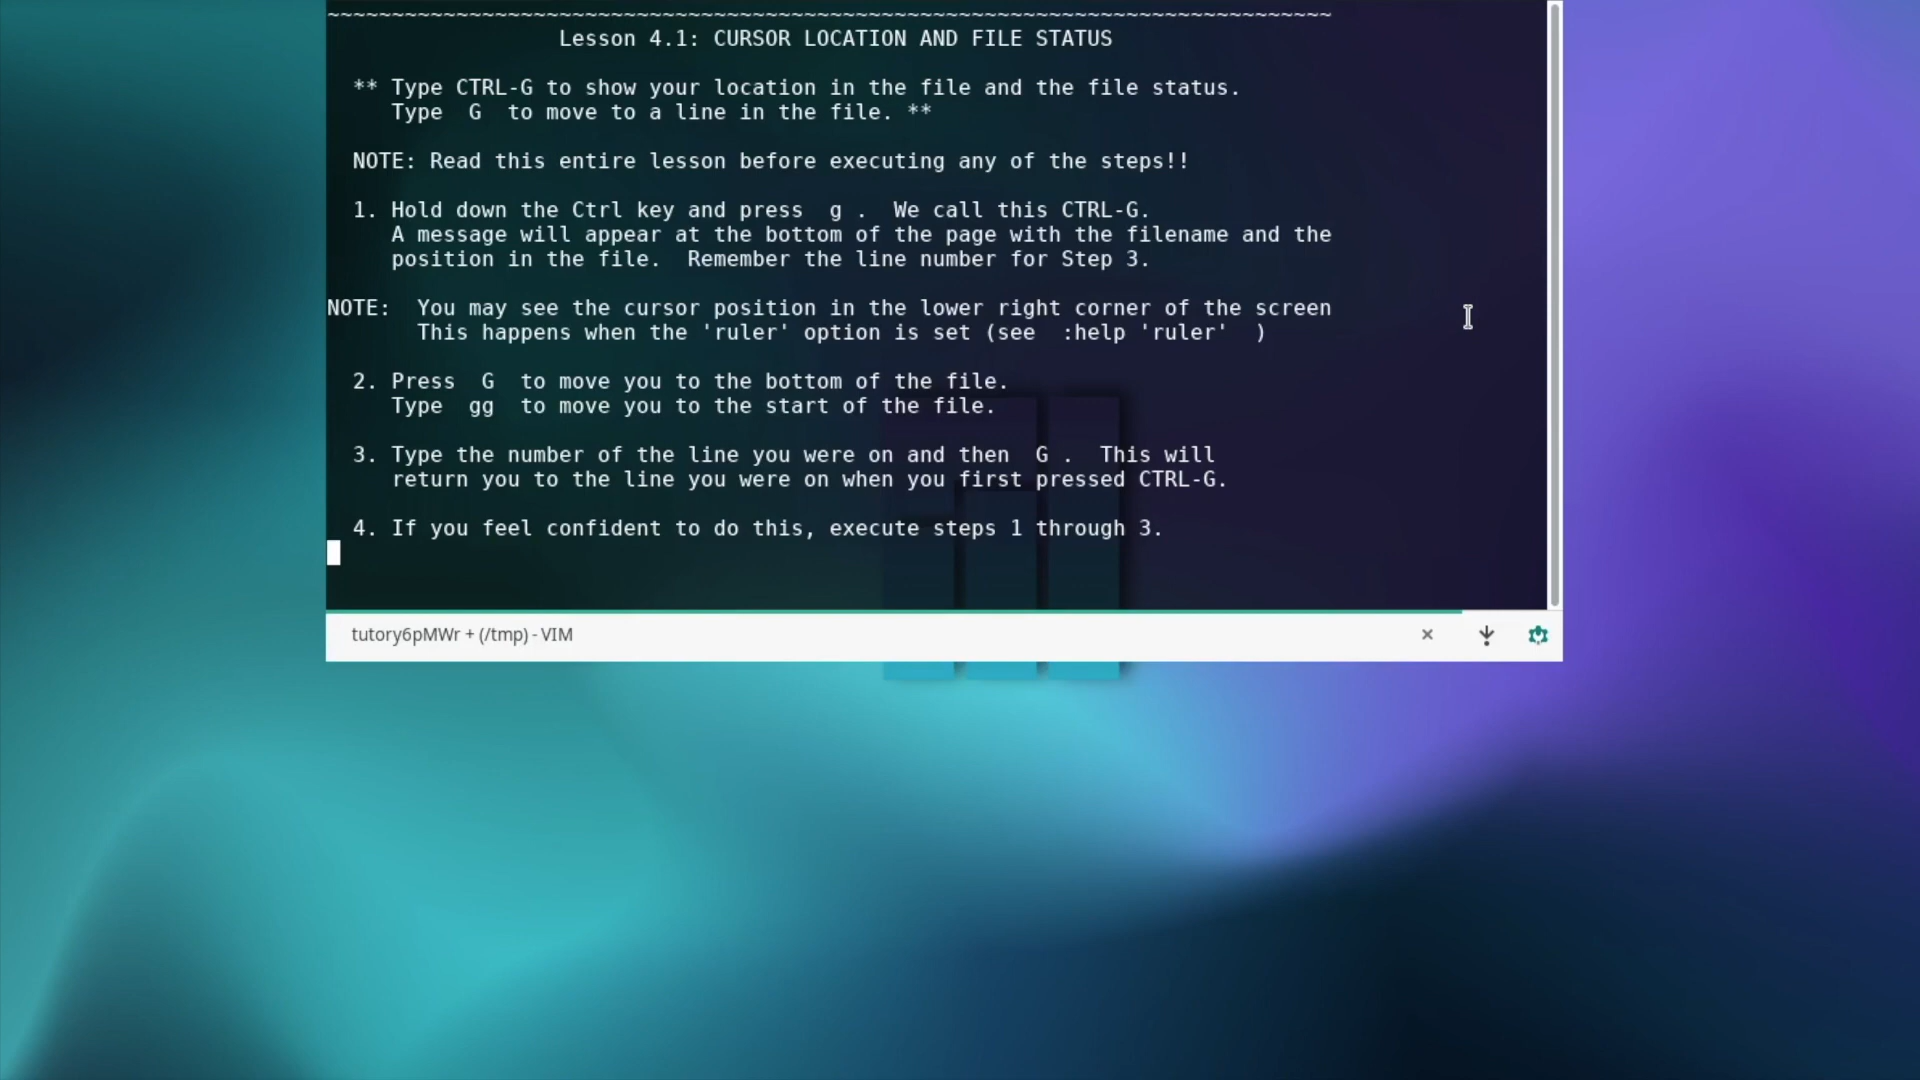 ~~~~~~~~~~~~~~~~~~~~~~~~~~~~~~~~~~~~~~~~~~~~~~~~~~~~~~~~~~~~~~~~~~~~~~~~~~~~~~
Lesson 4.1: CURSOR LOCATION AND FILE STATUS
** Type CTRL-G to show your location in the file and the file status.
Type  G  to move to a line in the file. **
NOTE: Read this entire lesson before executing any of the steps!!
1. Hold down the Ctrl key and press  g .  We call this CTRL-G.
A message will appear at the bottom of the page with the filename and the
position in the file.  Remember the line number for Step 3.
NOTE:  You may see the cursor position in the lower right corner of the screen
This happens when the 'ruler' option is set (see  :help 'ruler'  )
2. Press  G  to move you to the bottom of the file.
Type  gg  to move you to the start of the file.
3. Type the number of the line you were on and then  G .  This will
return you to the line you were on when you first pressed CTRL-G.
4. If you feel confident to do this, execute steps 1 through 3.
tutory6pMWr + (/tmp) - VIM